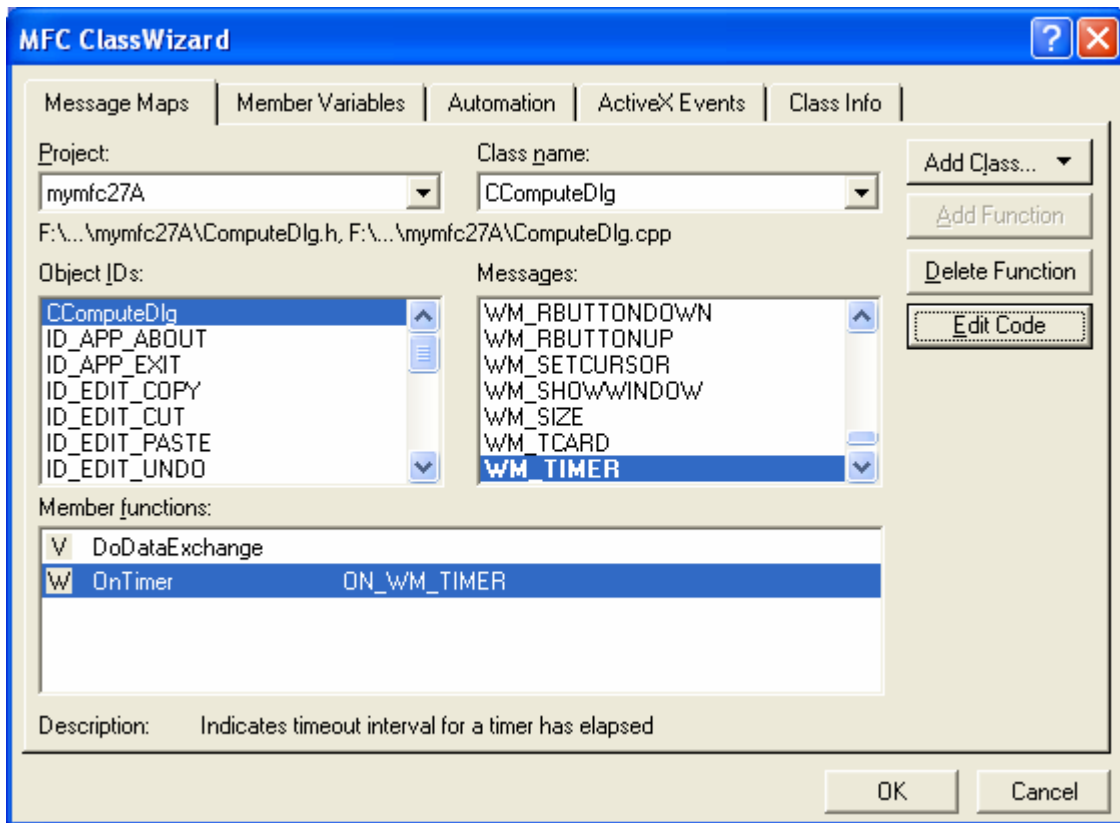 MFC ClassWizard
Message Maps Member Variables Automation ActiveX Events Class Info
Project: Class name:
mymfc27A CComputeDlg
Add Class...
Add Function
F:\...\mymfc27A\ComputeDlg.h, F:\...\mymfc27A\ComputeDlg.cpp
Object IDs: Messages:
Delete Function
Edit Code
CComputeDlg
ID_APP_ABOUT
ID_APP_EXIT
ID_EDIT_COPY
ID_EDIT_CUT
ID_EDIT_PASTE
ID_EDIT_UNDO
WM_RBUTTONDOWN
WM_RBUTTONUP
WM_SETCURSOR
WM_SHOWWINDOW
WM_SIZE
WM_TCARD
WM_TIMER
Member functions:
V DoDataExchange
W OnTimer ON_WM_TIMER
Description: Indicates timeout interval for a timer has elapsed
OK Cancel